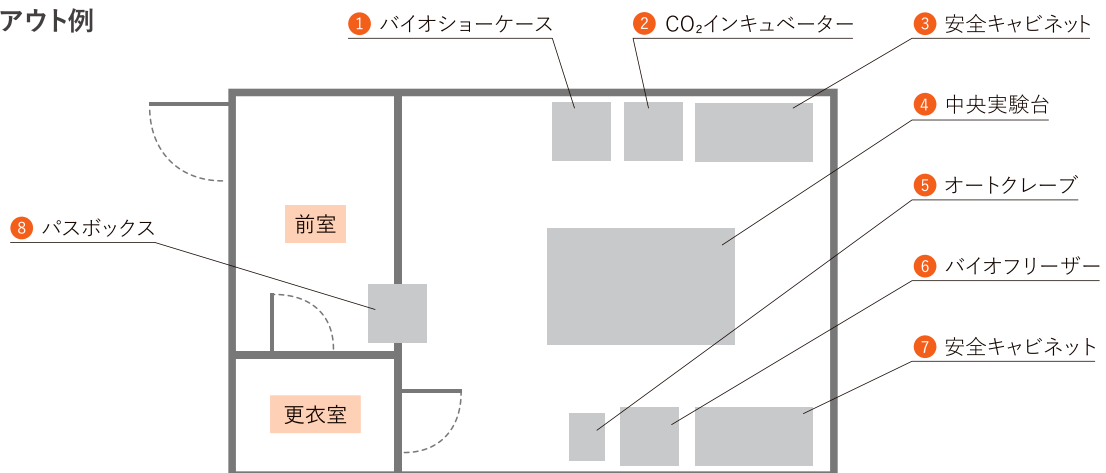 アウト例
1 バイオショーケース
2 CO₂インキュベーター
3 安全キャビネット
4 中央実験台
5 オートクレーブ
8 パスボックス
前室
6 バイオフリーザー
7 安全キャビネット
更衣室